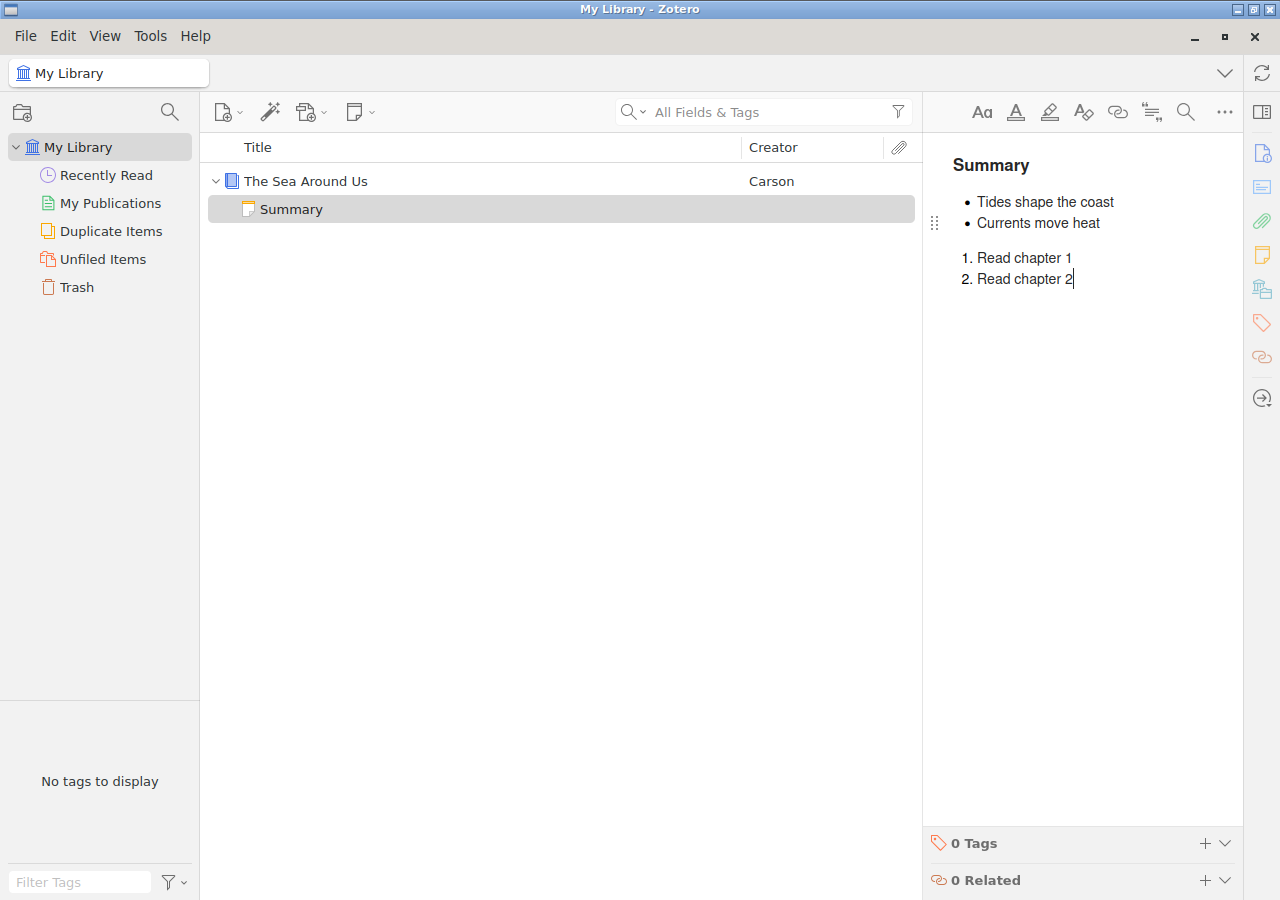 My Library - Zotero
File Edit View Tools Help
My Library
All Fields & Tags
My Library
Recently Read
My Publications
Duplicate Items
Unfiled Items
Trash
No tags to display
Filter Tags
Title Creator
The Sea Around Us Carson
Summary
Aa A A
Summary
• Tides shape the coast
• Currents move heat
1. Read chapter 1
2. Read chapter 2
0 Tags
0 Related